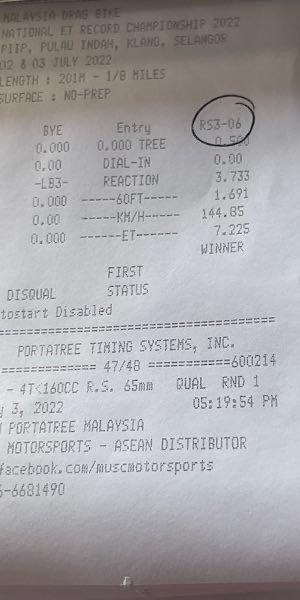 MALAYSIA DRAG BIKE
NATIONAL ET RECORD CHAMPIONSHIP 2022
PIIP, PULAU INDAH, KLANG, SELANGOR
02 & 03 JULY 2022
LENGTH : 201M - 1/8 MILES
SURFACE : NO-PREP
BYE Entry RS3-06
0.000 0.000 TREE 0.500
0.00 DIAL-IN 0.00
-LB3- REACTION 3.733
0.000 -----60FT----- 1.691
0.00 -----KM/H----- 144.85
0.000 ------ET------ 7.225
WINNER
FIRST
DISQUAL STATUS
tostart Disabled
=====================================
PORTATREE TIMING SYSTEMS, INC.
============ 47/48 ===========600214
- 4T<160CC R.S. 65mm QUAL RND 1
y 3, 2022 05:19:54 PM
PORTATREE MALAYSIA
MOTORSPORTS - ASEAN DISTRIBUTOR
facebook.com/muscmotorsports
-6681490